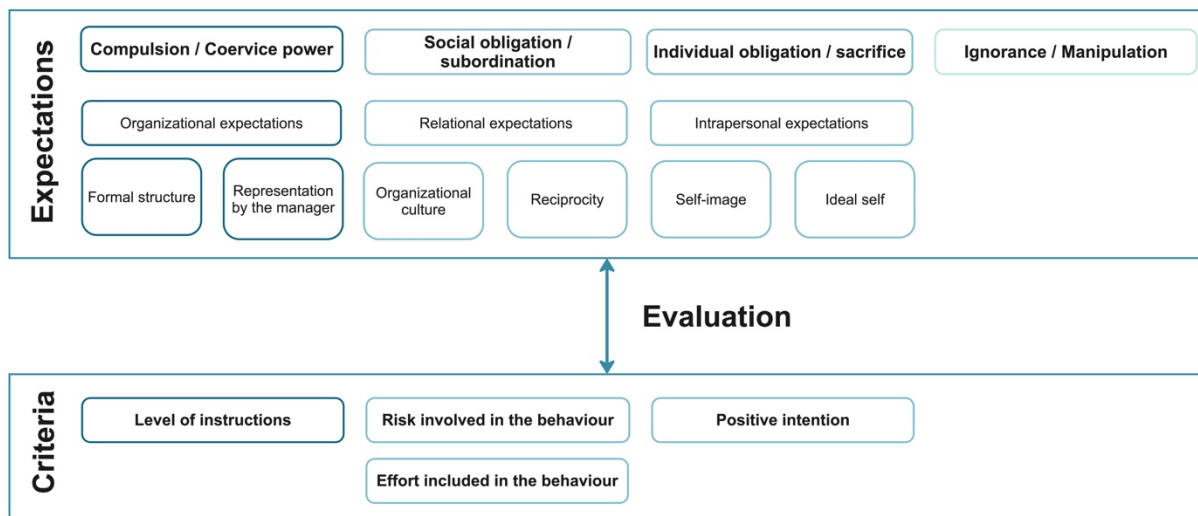 Expectations
Compulsion / Coervice power
Social obligation /
subordination
Individual obligation / sacrifice
Ignorance / Manipulation
Organizational expectations
Relational expectations
Intrapersonal expectations
Formal structure
Representation
by the manager
Organizational
culture
Reciprocity
Self-image
Ideal self
Evaluation
Criteria
Level of instructions
Risk involved in the behaviour
Positive intention
Effort included in the behaviour